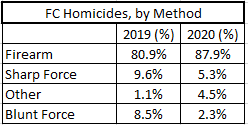 FC Homicides, by Method
2019 (%) 2020 (%)
Firearm 80.9% 87.9%
Sharp Force 9.6% 5.3%
Other 1.1% 4.5%
Blunt Force 8.5% 2.3%